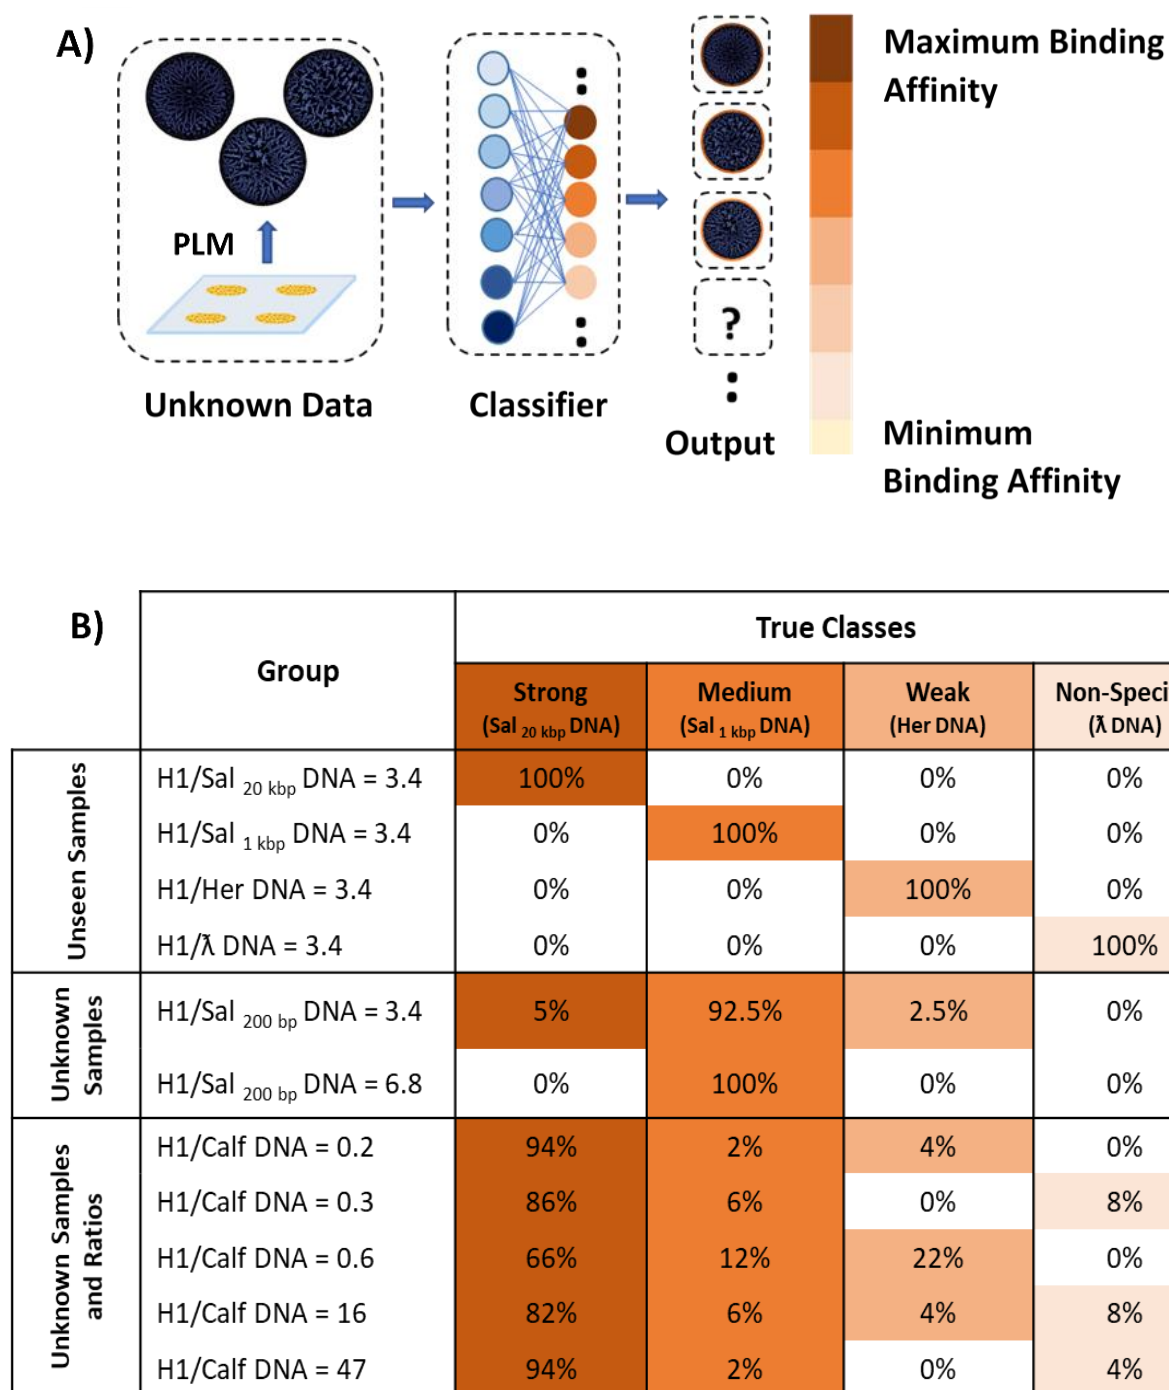 A)
PLM
?
Maximum Binding
Affinity
Unknown Data
Classifier
Output
Minimum
Binding Affinity
B)
Group
True Classes
Strong
(Sal 20 kbp DNA)
Medium
(Sal 1 kbp DNA)
Weak
(Her DNA)
Non-Speci
(ƛ DNA)
Unseen Samples
H1/Sal 20 kbp DNA = 3.4 100% 0% 0% 0%
H1/Sal 1 kbp DNA = 3.4 0% 100% 0% 0%
H1/Her DNA = 3.4 0% 0% 100% 0%
H1/ƛ DNA = 3.4 0% 0% 0% 100%
Unknown
Samples
H1/Sal 200 bp DNA = 3.4 5% 92.5% 2.5% 0%
H1/Sal 200 bp DNA = 6.8 0% 100% 0% 0%
Unknown Samples
and Ratios
H1/Calf DNA = 0.2 94% 2% 4% 0%
H1/Calf DNA = 0.3 86% 6% 0% 8%
H1/Calf DNA = 0.6 66% 12% 22% 0%
H1/Calf DNA = 16 82% 6% 4% 8%
H1/Calf DNA = 47 94% 2% 0% 4%